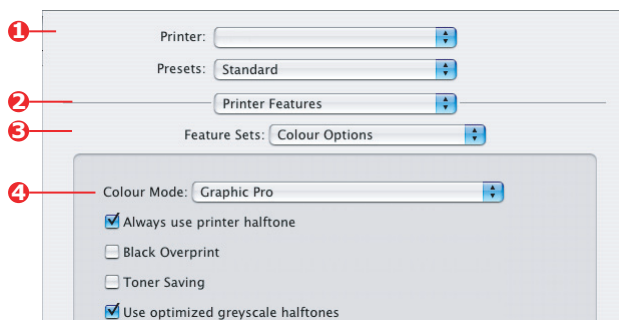 1 Printer:
Presets: Standard
2 Printer Features
3 Feature Sets: Colour Options
4 Colour Mode: Graphic Pro
Always use printer halftone
Black Overprint
Toner Saving
Use optimized greyscale halftones